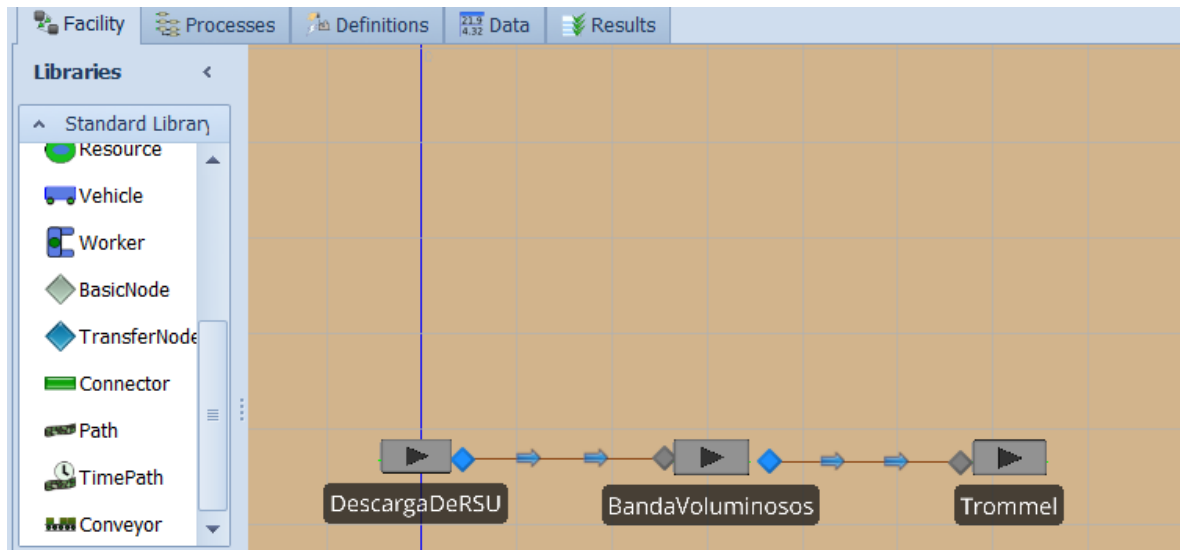 Facility
Processes
Definitions
21.9
4.32
Data
Results
Libraries
Standard Library
Resource
Vehicle
Worker
BasicNode
TransferNode
Connector
Path
TimePath
Conveyor
DescargaDeRSU
BandaVoluminosos
Trommel